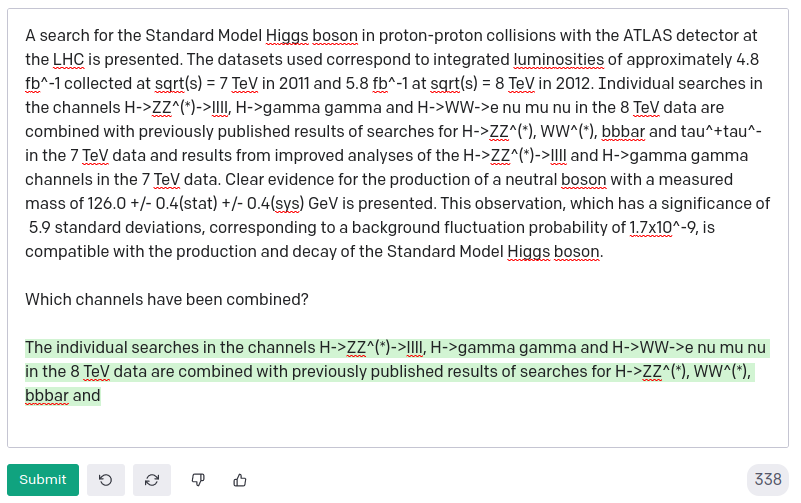 A search for the Standard Model Higgs boson in proton-proton collisions with the ATLAS detector at
the LHC is presented. The datasets used correspond to integrated luminosities of approximately 4.8
fb^-1 collected at sqrt(s) = 7 TeV in 2011 and 5.8 fb^-1 at sqrt(s) = 8 TeV in 2012. Individual searches in
the channels H->ZZ^(*)->llll, H->gamma gamma and H->WW->e nu mu nu in the 8 TeV data are
combined with previously published results of searches for H->ZZ^(*), WW^(*), bbbar and tau^+tau^-
in the 7 TeV data and results from improved analyses of the H->ZZ^(*)->llll and H->gamma gamma
channels in the 7 TeV data. Clear evidence for the production of a neutral boson with a measured
mass of 126.0 +/- 0.4(stat) +/- 0.4(sys) GeV is presented. This observation, which has a significance of
5.9 standard deviations, corresponding to a background fluctuation probability of 1.7x10^-9, is
compatible with the production and decay of the Standard Model Higgs boson.
Which channels have been combined?
The individual searches in the channels H->ZZ^(*)->llll, H->gamma gamma and H->WW->e nu mu nu
in the 8 TeV data are combined with previously published results of searches for H->ZZ^(*), WW^(*),
bbbar and
Submit
338